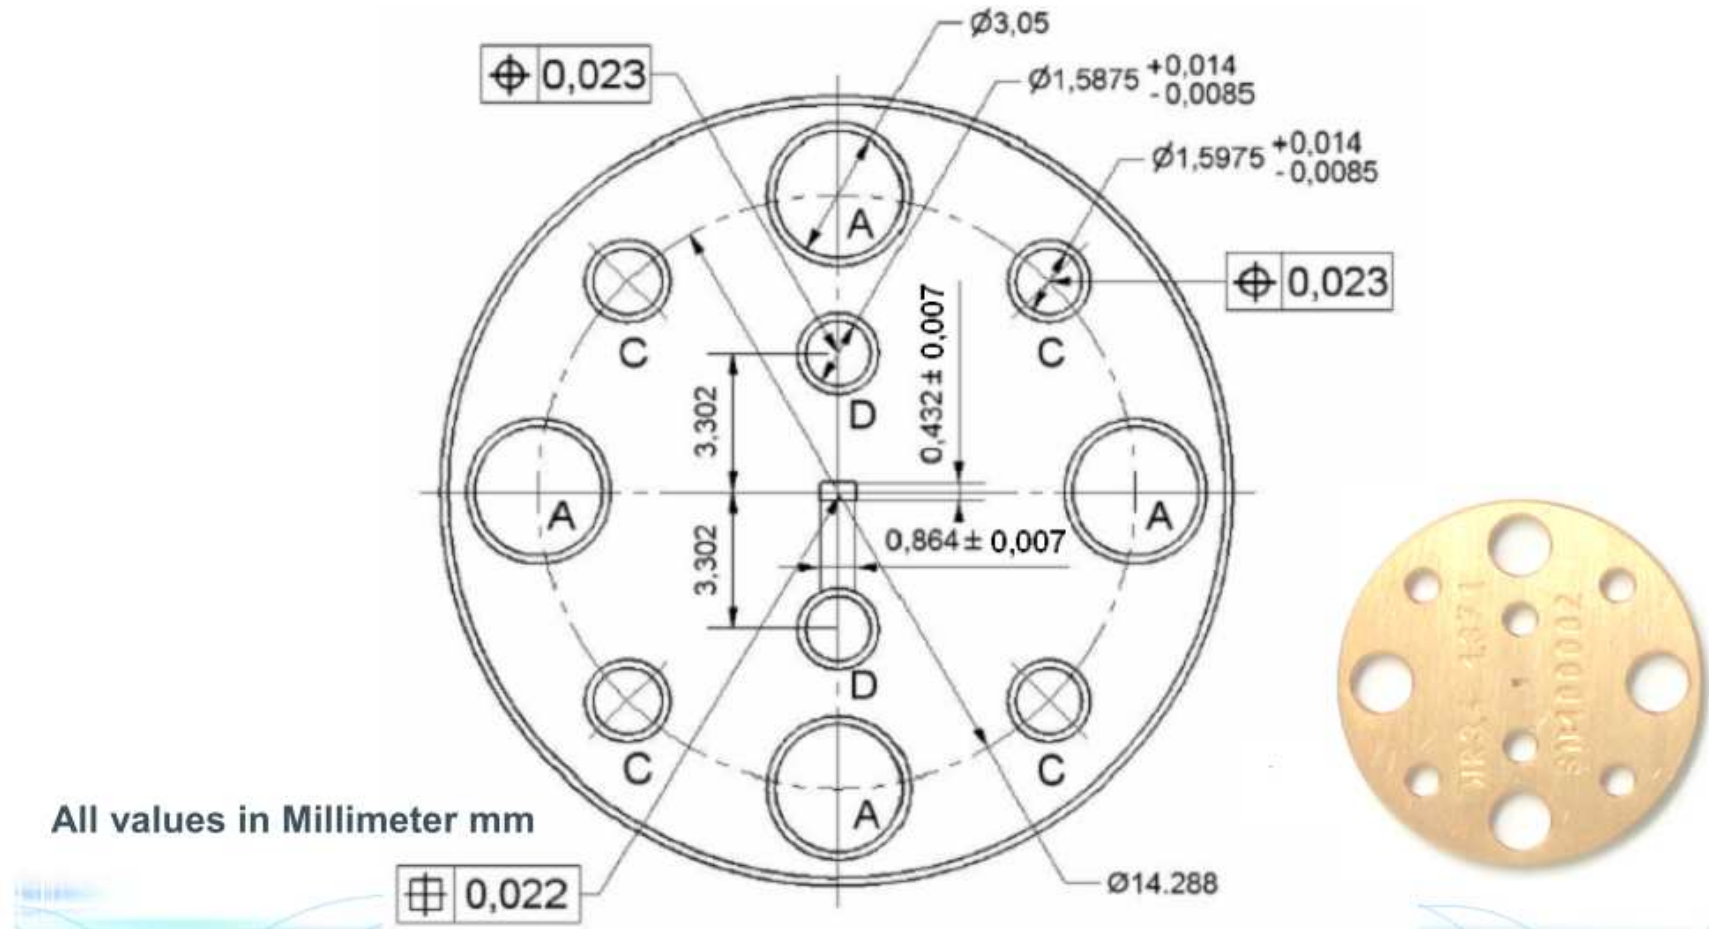 Ø3,05
0,023
Ø1,5875 +0,014
- 0,0085
Ø1,5975 +0,014
- 0,0085
A
0,023
C
C
0,432 ± 0,007
D
3,302
A
A
0,864 ± 0,007
3,302
D
C
C
A
All values in Millimeter mm
0,022
Ø14.288